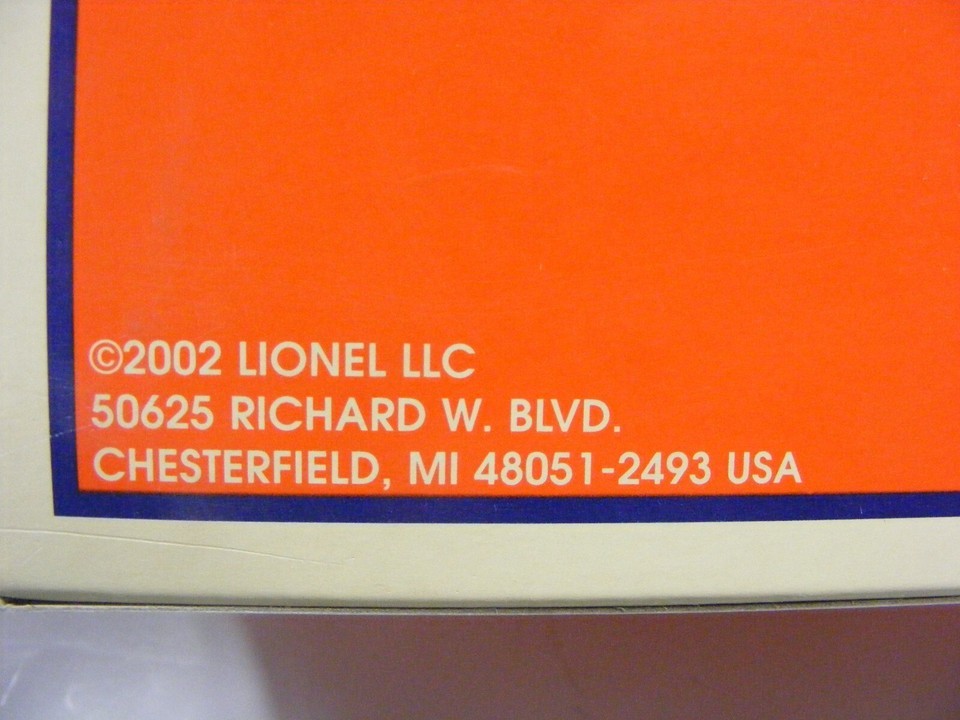 ©2002 LIONEL LLC
50625 RICHARD W. BLVD.
CHESTERFIELD, MI 48051-2493 USA